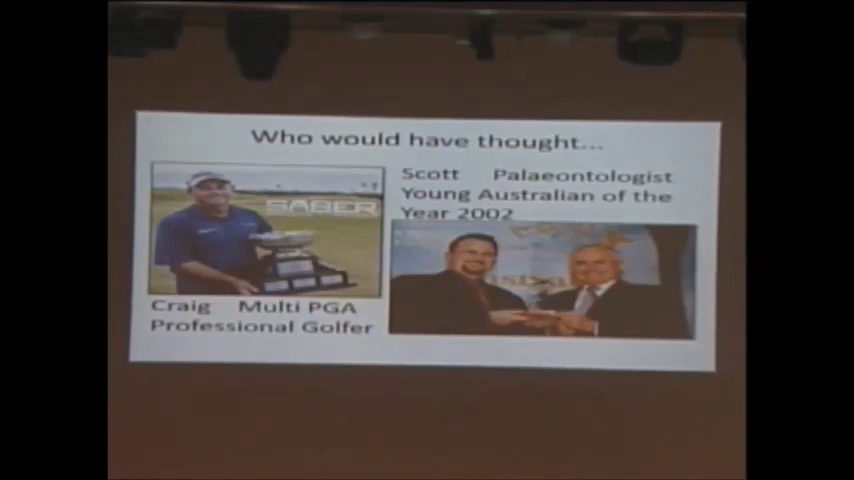 Who would have thought...
Scott Palaeontologist
Young Australian of the
Year 2002
SABER
Craig Multi PGA
Professional Golfer